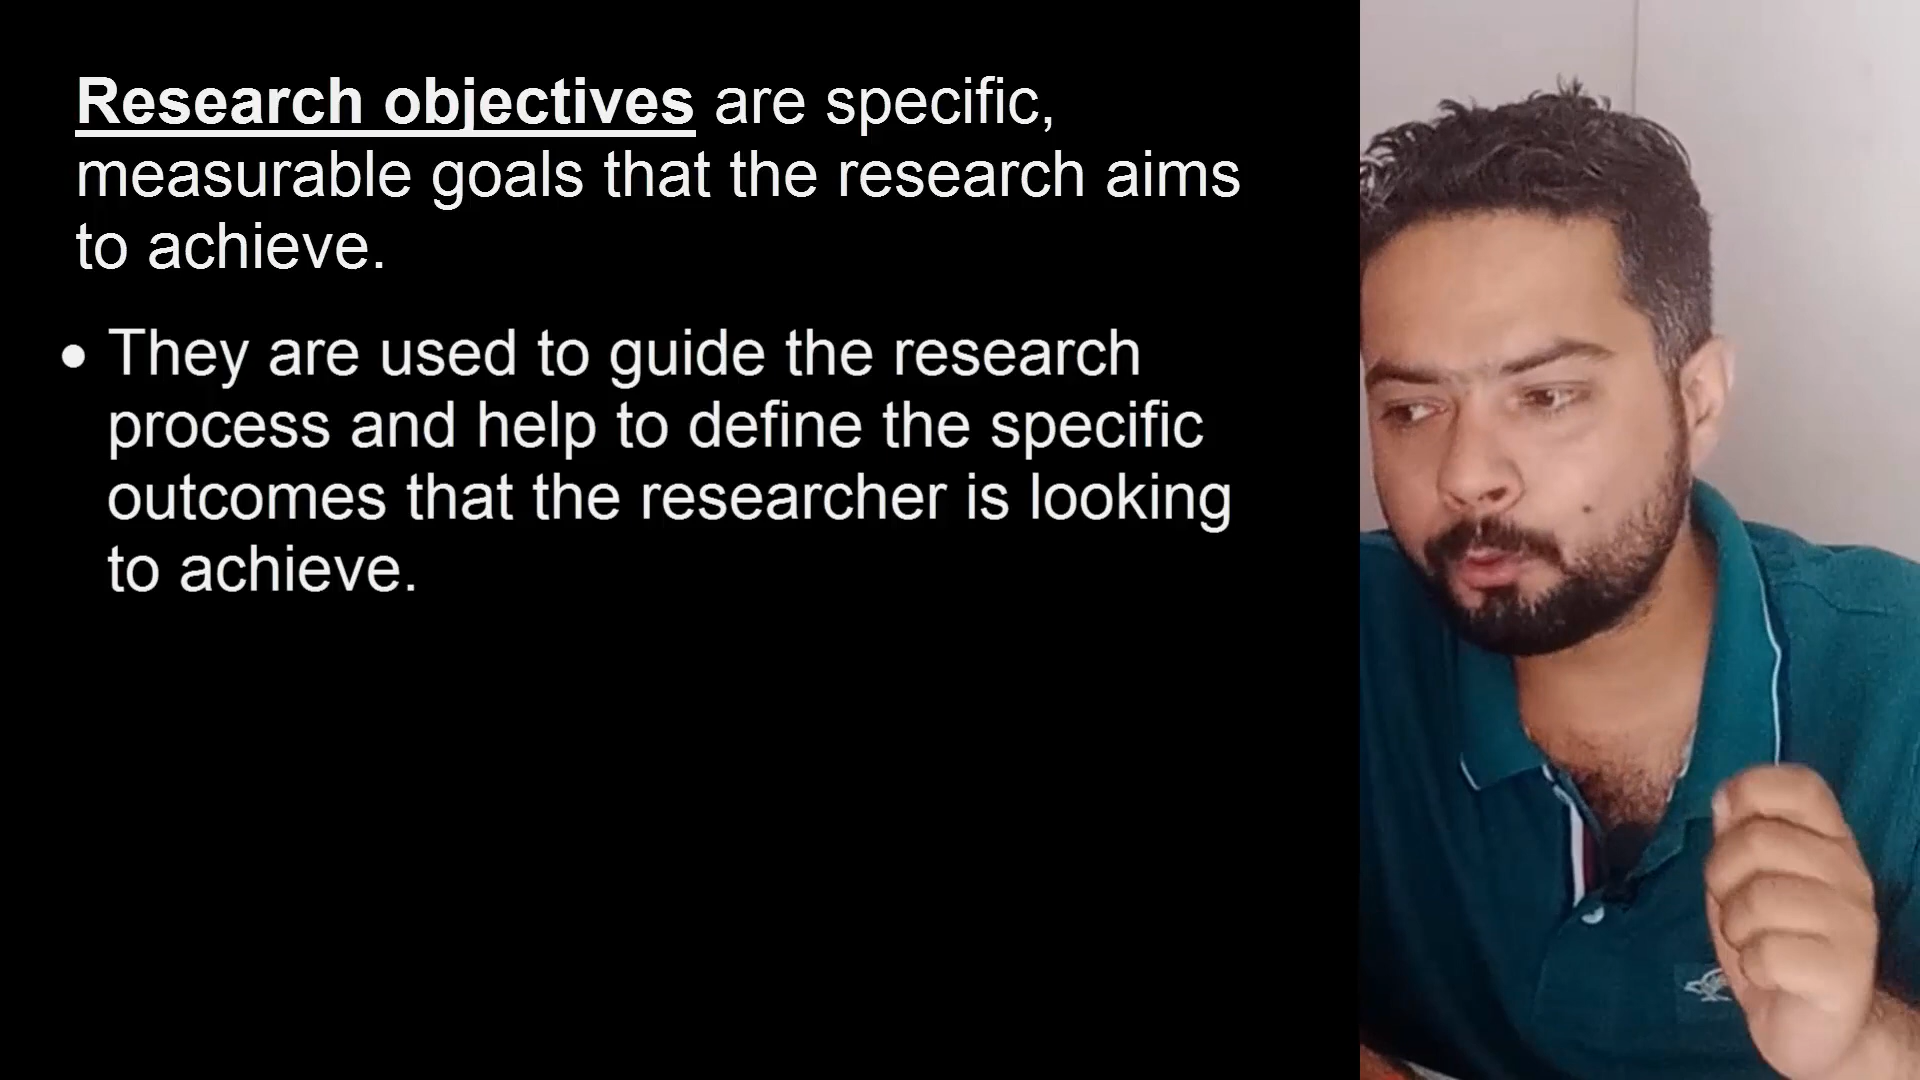 Research objectives are specific,
measurable goals that the research aims
to achieve.
• They are used to guide the research
process and help to define the specific
outcomes that the researcher is looking
to achieve.